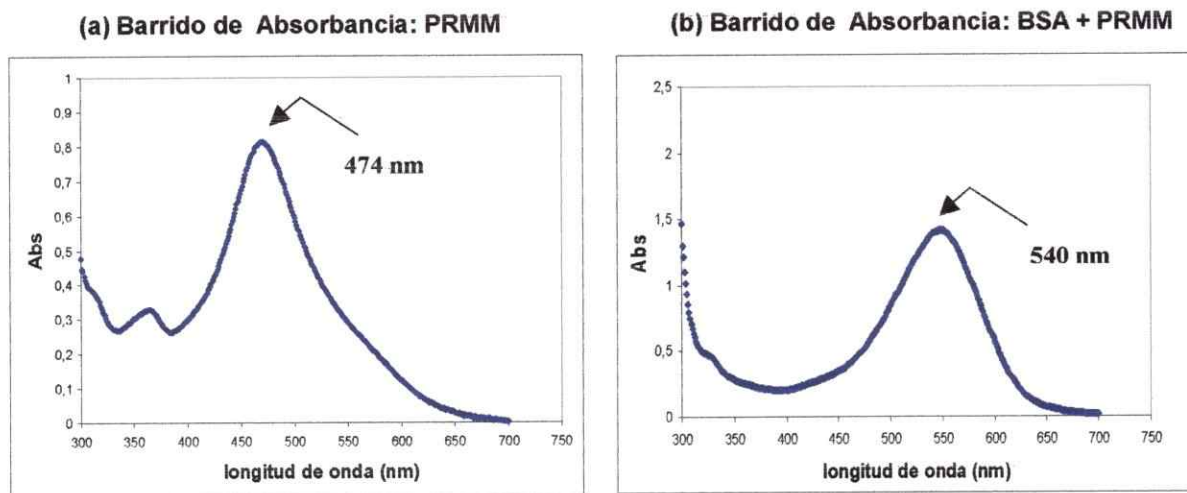 (a) Barrido de Absorbancia: PRMM
1
0,9
0,8
0,7
0,6
0,5
0,4
0,3
0,2
0,1
0
Abs
474 nm
300 350 400 450 500 550 600 650 700 750
longitud de onda (nm)
(b) Barrido de Absorbancia: BSA + PRMM
2,5
2
1,5
1
0,5
0
Abs
540 nm
300 350 400 450 500 550 600 650 700 750
longitud de onda (nm)